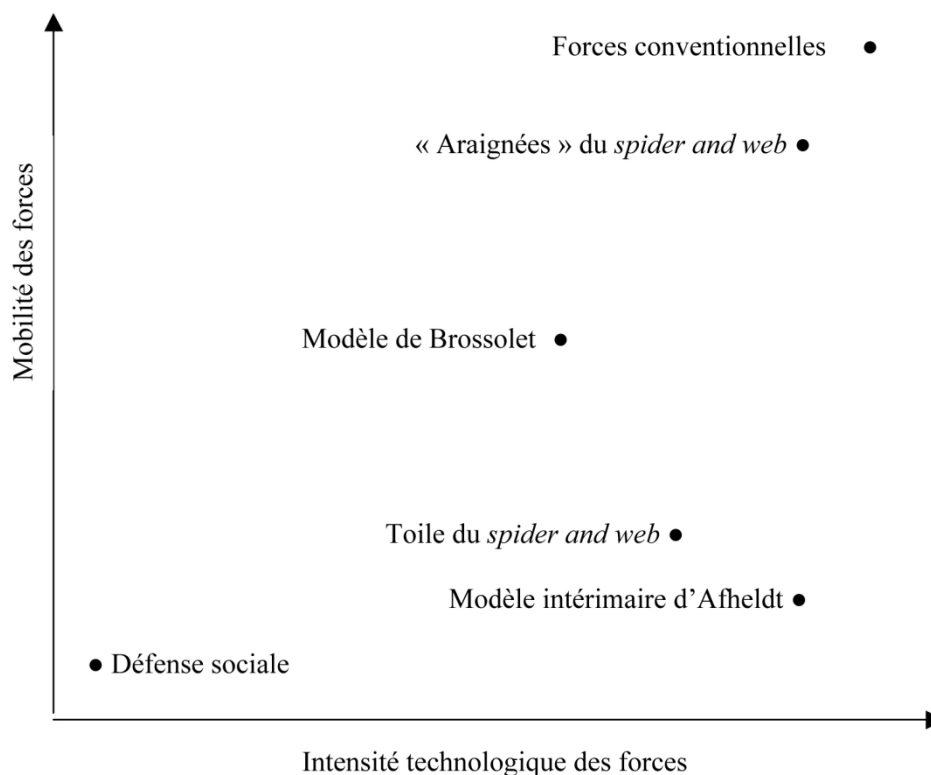 Forces conventionnelles
« Araignées » du spider and web
Mobilité des forces
Modèle de Brossolet
Toile du spider and web
Modèle intérimaire d’Afheldt
Défense sociale
Intensité technologique des forces